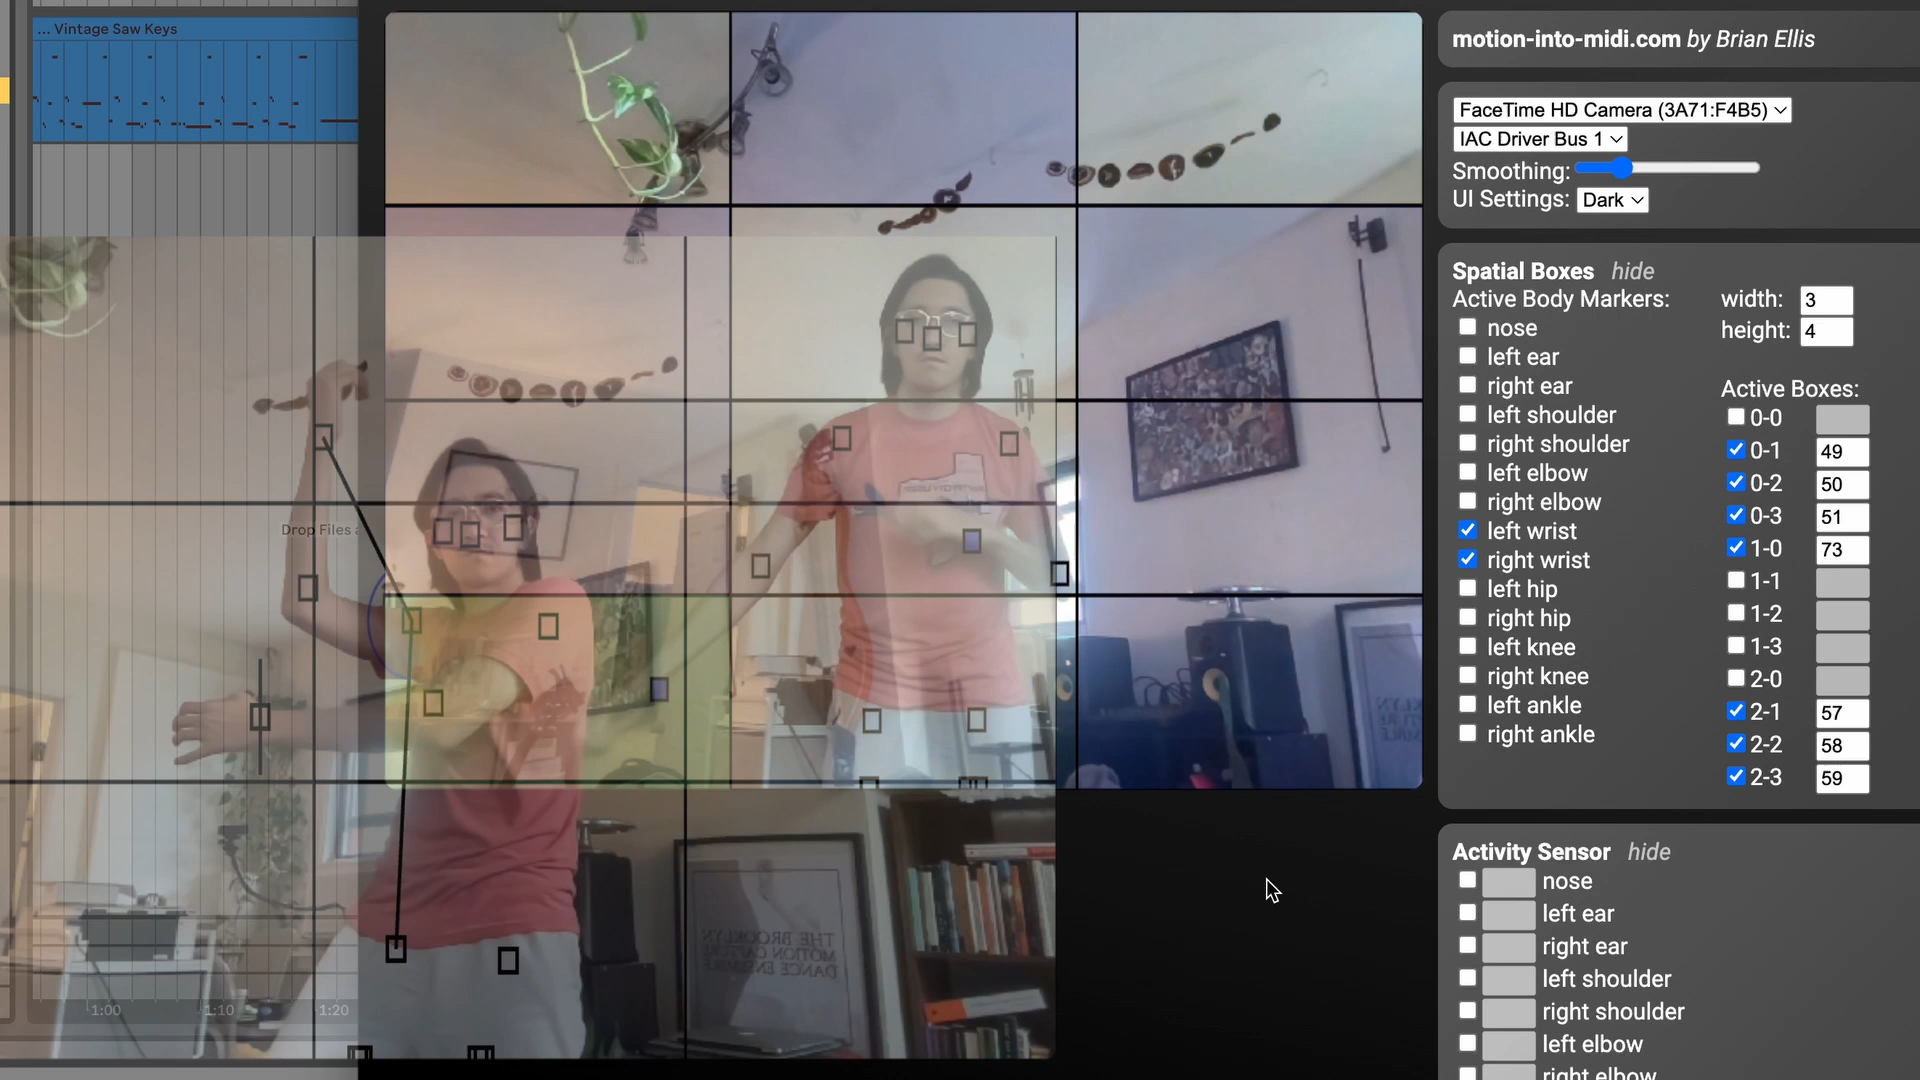 ... Vintage Saw Keys
Drop Files
1:00
1:10
1:20
THE BROOKLYN
MOTION CAPTURE
DANCE ENSEMBLE
motion-into-midi.com by Brian Ellis
FaceTime HD Camera (3A71:F4B5)
IAC Driver Bus 1
Smoothing:
UI Settings: Dark
Spatial Boxes hide
Active Body Markers:
nose
left ear
right ear
left shoulder
right shoulder
left elbow
right elbow
left wrist
right wrist
left hip
right hip
left knee
right knee
left ankle
right ankle
width: 3
height: 4
Active Boxes:
0-0
0-1 49
0-2 50
0-3 51
1-0 73
1-1
1-2
1-3
2-0
2-1 57
2-2 58
2-3 59
Activity Sensor hide
nose
left ear
right ear
left shoulder
right shoulder
left elbow
right elbow